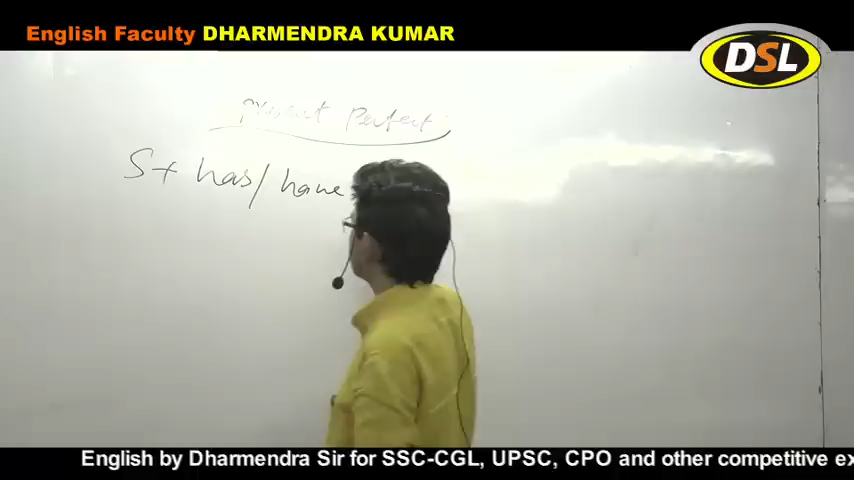 English Faculty DHARMENDRA KUMAR
DSL
Present Perfect
S+ has/have
English by Dharmendra Sir for SSC-CGL, UPSC, CPO and other competitive ex